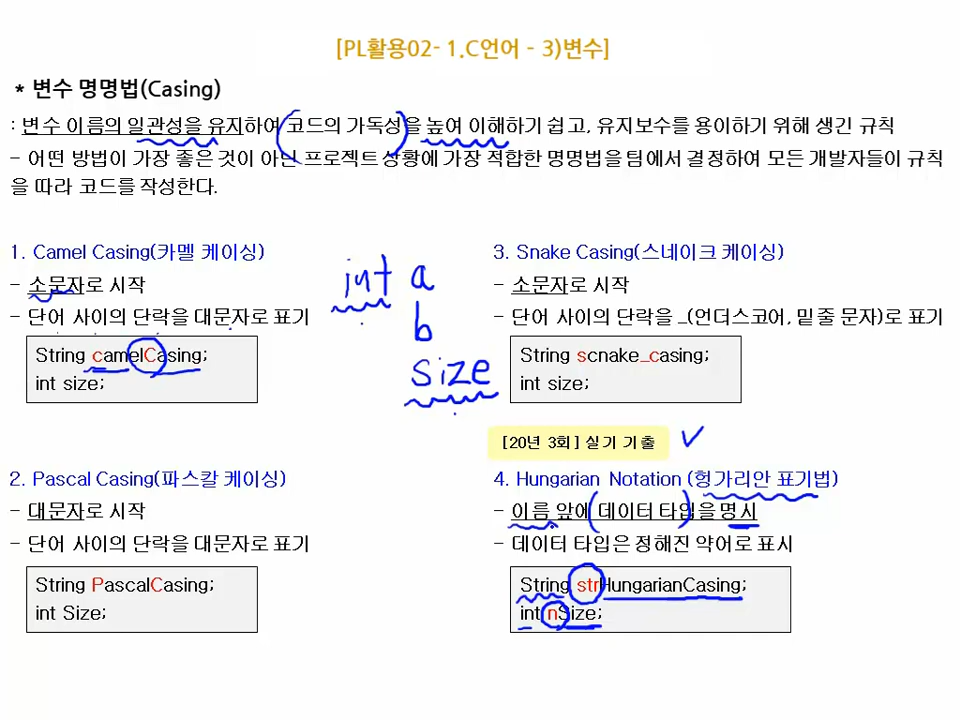 [PL활용02- 1.C언어 - 3)변수]
* 변수 명명법(Casing)
: 변수 이름의 일관성을 유지하여 코드의 가독성을 높여 이해하기 쉽고, 유지보수를 용이하기 위해 생긴 규칙
- 어떤 방법이 가장 좋은 것이 아닌 프로젝트 상황에 가장 적합한 명명법을 팀에서 결정하여 모든 개발자들이 규칙
을 따라 코드를 작성한다.
1. Camel Casing(카멜 케이싱)
- 소문자로 시작
- 단어 사이의 단락을 대문자로 표기
String camelCasing;
int size;
int a
b
size
2. Pascal Casing(파스칼 케이싱)
- 대문자로 시작
- 단어 사이의 단락을 대문자로 표기
String PascalCasing;
int Size;
3. Snake Casing(스네이크 케이싱)
- 소문자로 시작
- 단어 사이의 단락을 _(언더스코어, 밑줄 문자)로 표기
String scnake_casing;
int size;
[20년 3회] 실기 기출
4. Hungarian Notation (헝가리안 표기법)
- 이름 앞에 데이터 타입을 명시
- 데이터 타입은 정해진 약어로 표시
String strHungarianCasing;
int nSize;